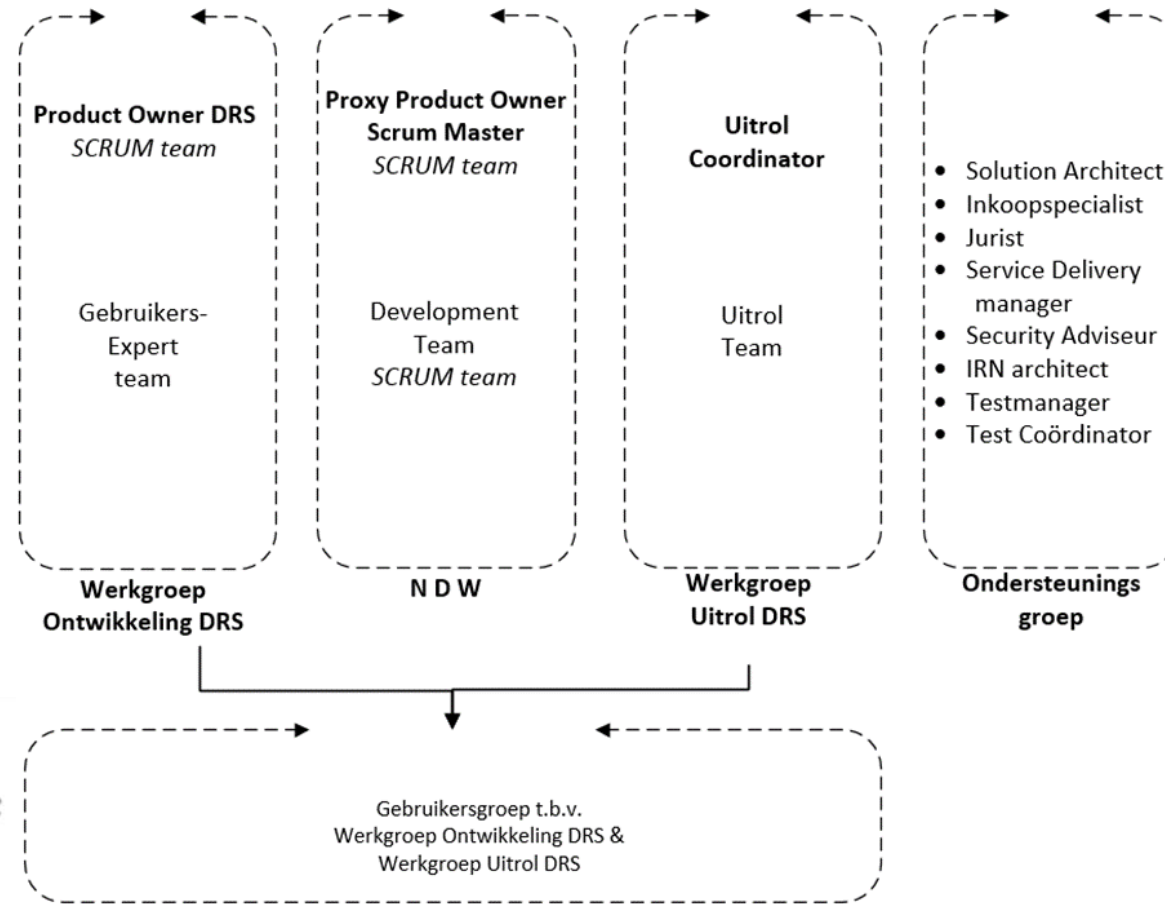 Product Owner DRS
SCRUM team
Gebruikers-
Expert
team
Werkgroep
Ontwikkeling DRS
Proxy Product Owner
Scrum Master
SCRUM team
Development
Team
SCRUM team
N D W
Uitrol
Coordinator
Uitrol
Team
Werkgroep
Uitrol DRS
• Solution Architect
• Inkoopspecialist
• Jurist
• Service Delivery
manager
• Security Adviseur
• IRN architect
• Testmanager
• Test Coördinator
Ondersteunings
groep
Gebruikersgroep t.b.v.
Werkgroep Ontwikkeling DRS &
Werkgroep Uitrol DRS